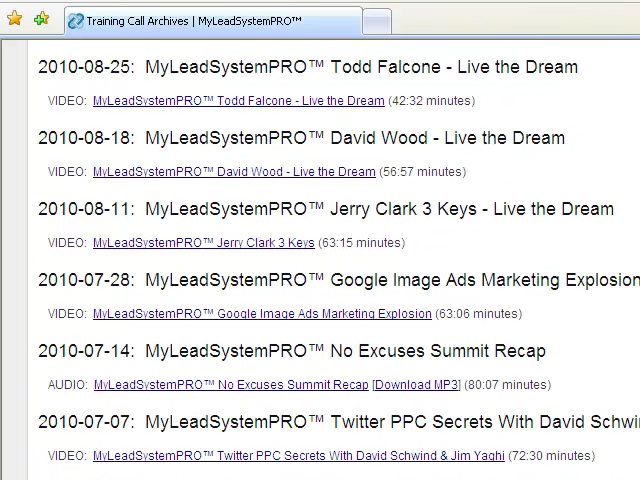 Training Call Archives | MyLeadSystemPRO™
2010-08-25: MyLeadSystemPRO™ Todd Falcone - Live the Dream
VIDEO: MyLeadSystemPRO™ Todd Falcone - Live the Dream (42:32 minutes)
2010-08-18: MyLeadSystemPRO™ David Wood - Live the Dream
VIDEO: MyLeadSystemPRO™ David Wood - Live the Dream (56:57 minutes)
2010-08-11: MyLeadSystemPRO™ Jerry Clark 3 Keys - Live the Dream
VIDEO: MyLeadSystemPRO™ Jerry Clark 3 Keys (63:15 minutes)
2010-07-28: MyLeadSystemPRO™ Google Image Ads Marketing Explosion
VIDEO: MyLeadSystemPRO™ Google Image Ads Marketing Explosion (63:06 minutes)
2010-07-14: MyLeadSystemPRO™ No Excuses Summit Recap
AUDIO: MyLeadSystemPRO™ No Excuses Summit Recap [Download MP3] (80:07 minutes)
2010-07-07: MyLeadSystemPRO™ Twitter PPC Secrets With David Schwi
VIDEO: MyLeadSystemPRO™ Twitter PPC Secrets With David Schwind & Jim Yaghi (72:30 minutes)